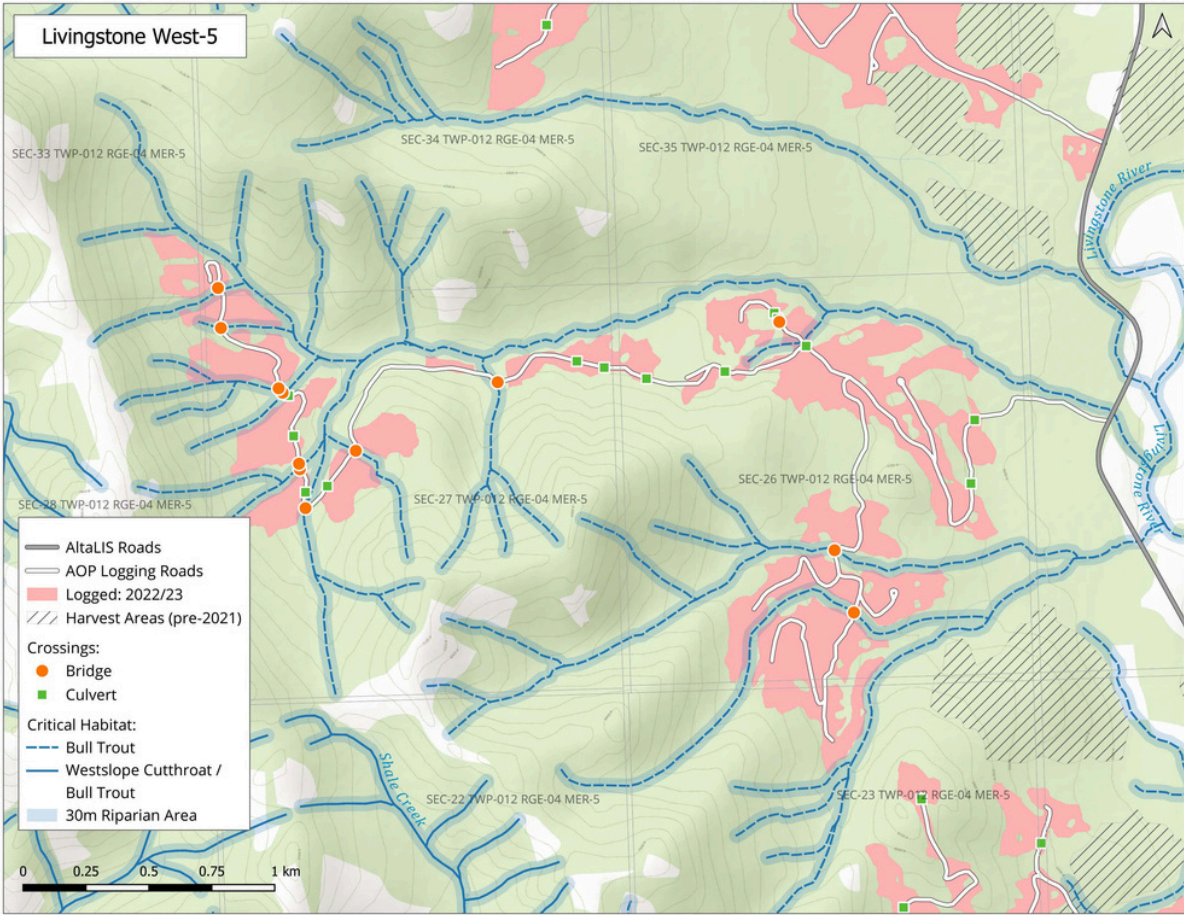 Livingstone West-5
SEC-34 TWP-012 RGE-04 MER-5
SEC-35 TWP-012 RGE-04 MER-5
SEC-33 TWP-012 RGE-04 MER-5
Livingstone River
SEC-26 TWP-012 RGE-04 MER-5
Livingstone River
SEC-27 TWP-012 RGE-04 MER-5
SEC-28 TWP-012 RGE-04 MER-5
AltaLIS Roads
AOP Logging Roads
Logged: 2022/23
Harvest Areas (pre-2021)
Crossings:
Bridge
Culvert
Critical Habitat:
Bull Trout
Westslope Cutthroat /
Bull Trout
30m Riparian Area
Shale Creek
SEC-22 TWP-012 RGE-04 MER-5
SEC-23 TWP-012 RGE-04 MER-5
0 0.25 0.5 0.75 1 km